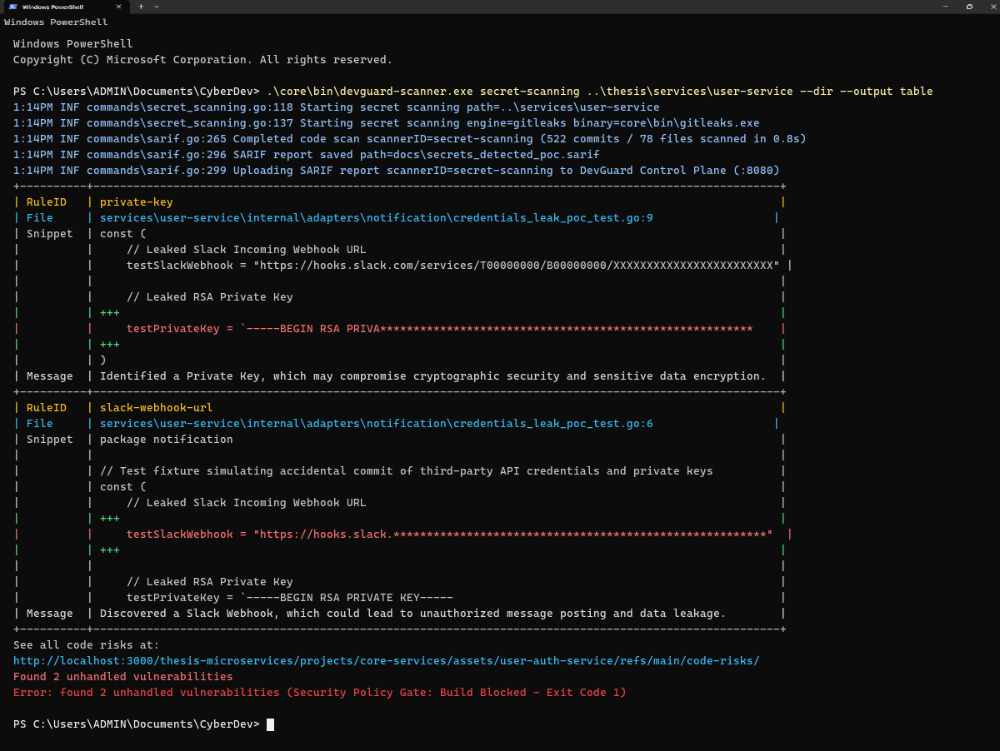 Windows PowerShell
Windows PowerShell
Windows PowerShell
Copyright (C) Microsoft Corporation. All rights reserved.
PS C:\Users\ADMIN\Documents\CyberDev> .\core\bin\devguard-scanner.exe secret-scanning ..\thesis\services\user-service --dir --output table
1:14PM INF commands\secret_scanning.go:118 Starting secret scanning path=..\services\user-service
1:14PM INF commands\secret_scanning.go:137 Starting secret scanning engine=gitleaks binary=core\bin\gitleaks.exe
1:14PM INF commands\sarif.go:265 Completed code scan scannerID=secret-scanning (522 commits / 78 files scanned in 0.8s)
1:14PM INF commands\sarif.go:296 SARIF report saved path=docs\secrets_detected_poc.sarif
1:14PM INF commands\sarif.go:299 Uploading SARIF report scannerID=secret-scanning to DevGuard Control Plane (:8080)
+----------+-------------------------------------------------------------------------------------------------------+
| RuleID   | private-key |
| File     | services\user-service\internal\adapters\notification\credentials_leak_poc_test.go:9 |
| Snippet  | const ( |
|          |     // Leaked Slack Incoming Webhook URL |
|          |     testSlackWebhook = "https://hooks.slack.com/services/T00000000/B00000000/XXXXXXXXXXXXXXXXXXXXXXXX" |
|          | |
|          |     // Leaked RSA Private Key |
|          | +++ |
|          |     testPrivateKey = `-----BEGIN RSA PRIVA******************************************************** |
|          | +++ |
|          | ) |
| Message  | Identified a Private Key, which may compromise cryptographic security and sensitive data encryption. |
+----------+-------------------------------------------------------------------------------------------------------+
| RuleID   | slack-webhook-url |
| File     | services\user-service\internal\adapters\notification\credentials_leak_poc_test.go:6 |
| Snippet  | package notification |
|          | |
|          | // Test fixture simulating accidental commit of third-party API credentials and private keys |
|          | const ( |
|          |     // Leaked Slack Incoming Webhook URL |
|          | +++ |
|          |     testSlackWebhook = "https://hooks.slack.********************************************************" |
|          | +++ |
|          | |
|          |     // Leaked RSA Private Key |
|          |     testPrivateKey = `-----BEGIN RSA PRIVATE KEY----- |
| Message  | Discovered a Slack Webhook, which could lead to unauthorized message posting and data leakage. |
+----------+-------------------------------------------------------------------------------------------------------+
See all code risks at:
http://localhost:3000/thesis-microservices/projects/core-services/assets/user-auth-service/refs/main/code-risks/
Found 2 unhandled vulnerabilities
Error: found 2 unhandled vulnerabilities (Security Policy Gate: Build Blocked - Exit Code 1)
PS C:\Users\ADMIN\Documents\CyberDev>